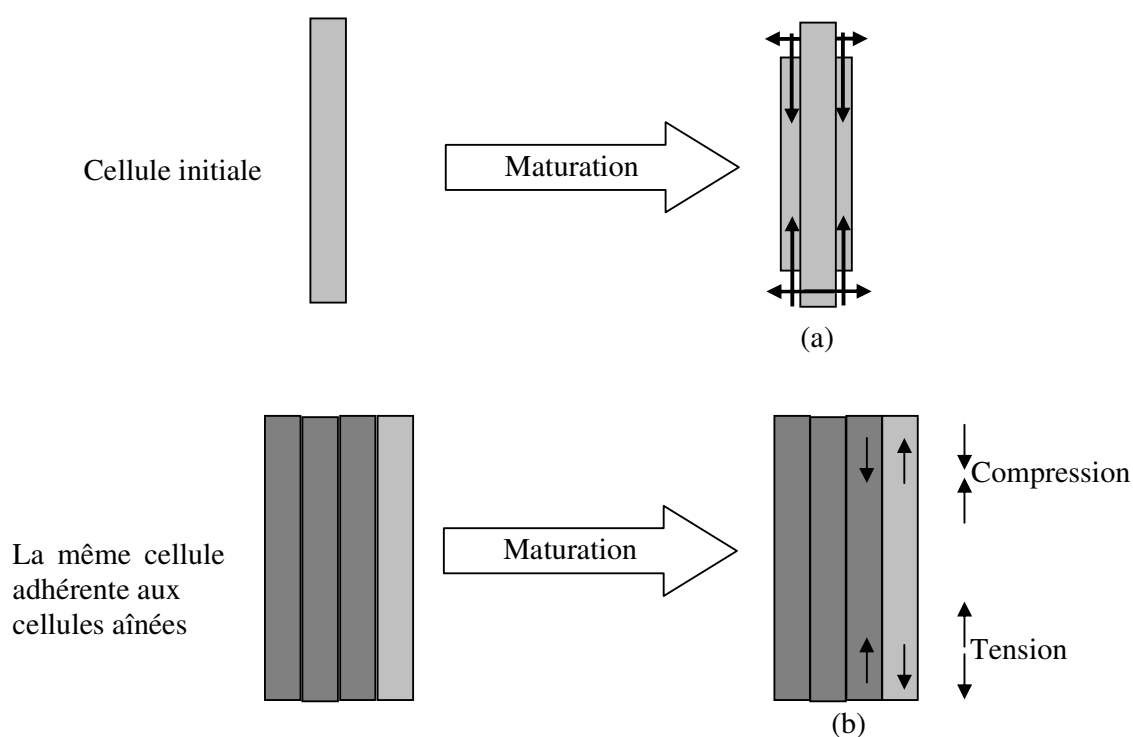 Cellule initiale
Maturation
(a)
La même cellule
adhérente aux
cellules aînées
Maturation
Compression
Tension
(b)